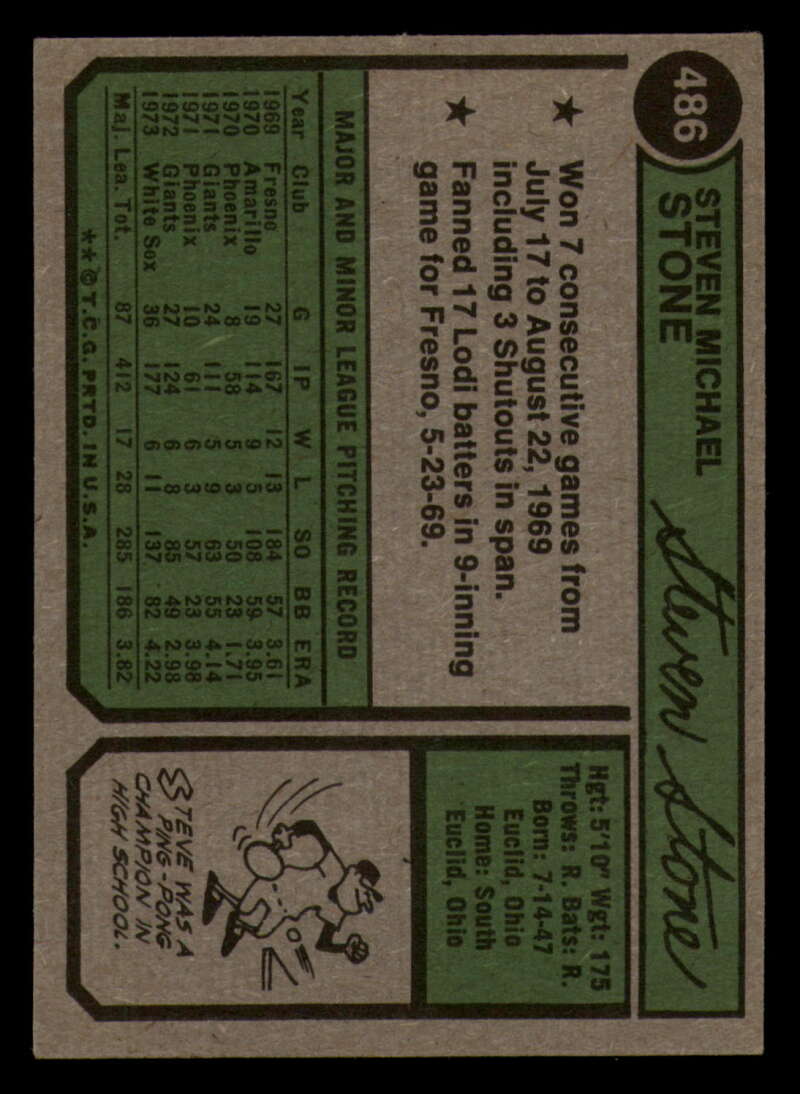 486
STEVEN MICHAEL
STONE
Steven Stone
★ Won 7 consecutive games from
July 17 to August 22, 1969
including 3 Shutouts in span.
★ Fanned 17 Lodi batters in 9-inning
game for Fresno, 5-23-69.
MAJOR AND MINOR LEAGUE PITCHING RECORD
Year Club G IP W L SO BB ERA
1969 Fresno 27 167 12 13 184 57 3.61
1970 Amarillo 19 114 9 5 108 59 3.95
1970 Phoenix 8 58 5 3 50 23 1.71
1971 Giants 24 111 5 9 63 55 4.14
1971 Phoenix 10 61 6 3 57 23 3.98
1972 Giants 27 124 6 8 85 49 2.98
1973 White Sox 36 177 6 11 137 82 4.22
Maj. Lea. Tot. 87 412 17 28 285 186 3.82
**© T.C.G. PRTD. IN U.S.A.
Hgt: 5'10" Wgt: 175
Throws: R. Bats: R.
Born: 7-14-47
Euclid, Ohio
Home: South
Euclid, Ohio
STEVE WAS A
PING-PONG
CHAMPION IN
HIGH SCHOOL.